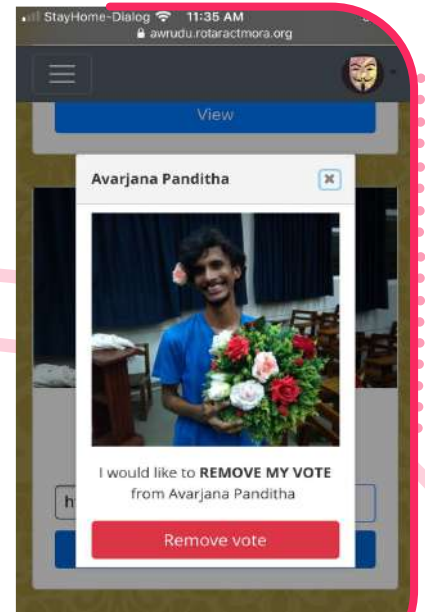 StayHome-Dialog 11:35 AM
awrudu.rotaractmora.org
View
Avarjana Panditha
I would like to REMOVE MY VOTE
from Avarjana Panditha
h
Remove vote